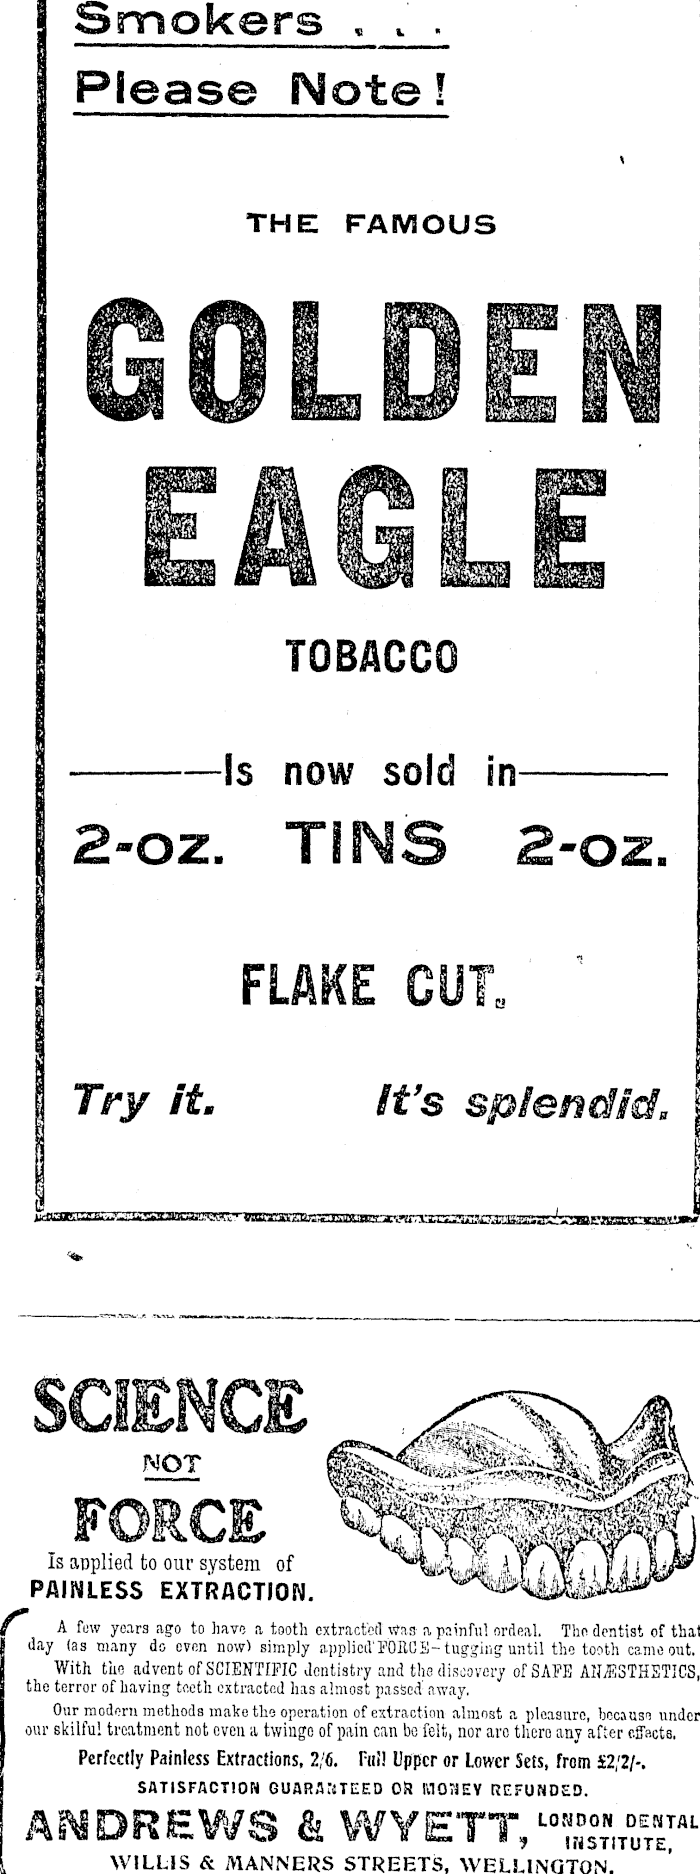 Smokers . . .
Please Note!
THE FAMOUS
GOLDEN
EAGLE
TOBACCO
Is now sold in
2-oz. TINS 2-oz.
FLAKE CUT.
Try it. It's splendid.
SCIENCE
NOT
FORCE
Is applied to our system of
PAINLESS EXTRACTION.
A few years ago to have a tooth extracted was a painful ordeal. The dentist of that
day (as many do even now) simply applied FORCE—tugging until the tooth came out.
With the advent of SCIENTIFIC dentistry and the discovery of SAFE ANÆSTHETICS,
the terror of having teeth extracted has almost passed away.
Our modern methods make the operation of extraction almost a pleasure, because under
our skilful treatment not even a twinge of pain can be felt, nor are there any after effects.
Perfectly Painless Extractions, 2/6. Full Upper or Lower Sets, from £2/2/-.
SATISFACTION GUARANTEED OR MONEY REFUNDED.
ANDREWS & WYETT, LONDON DENTAL
INSTITUTE,
WILLIS & MANNERS STREETS, WELLINGTON.